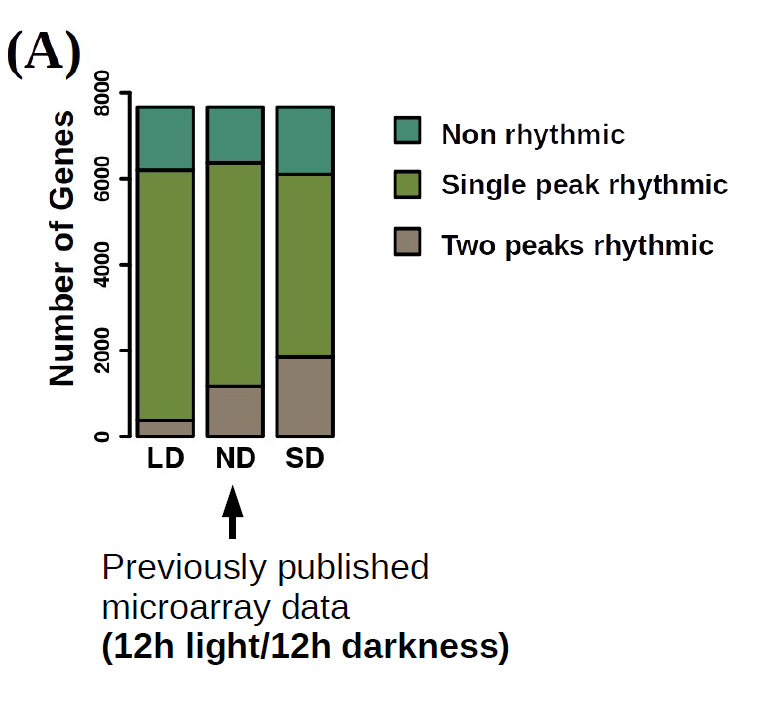 (A)
Number of Genes
8000
6000
4000
2000
0
LD ND SD
Non rhythmic
Single peak rhythmic
Two peaks rhythmic
Previously published
microarray data
(12h light/12h darkness)